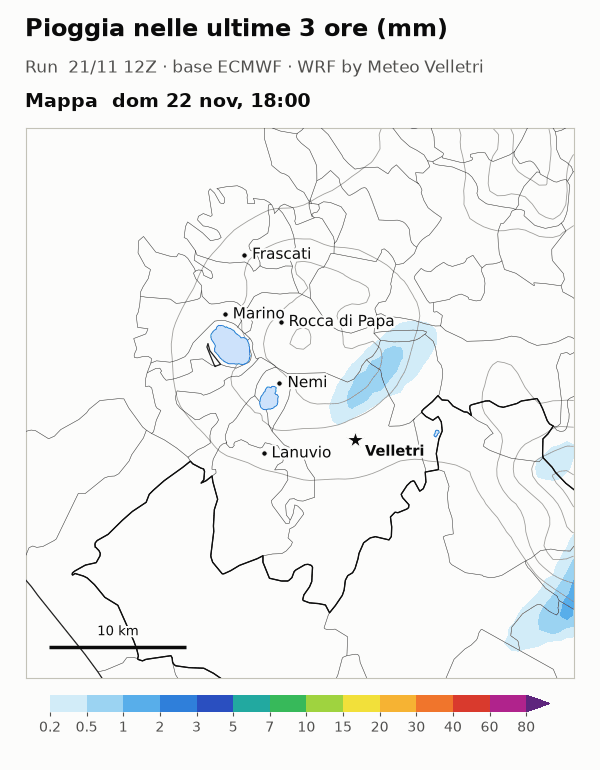 Pioggia nelle ultime 3 ore (mm)
Run  21/11 12Z · base ECMWF · WRF by Meteo Velletri
Mappa  dom 22 nov, 18:00
Frascati
Marino
Rocca di Papa
Nemi
Velletri
Lanuvio
10 km
0.2 0.5 1 2 3 5 7 10 15 20 30 40 60 80